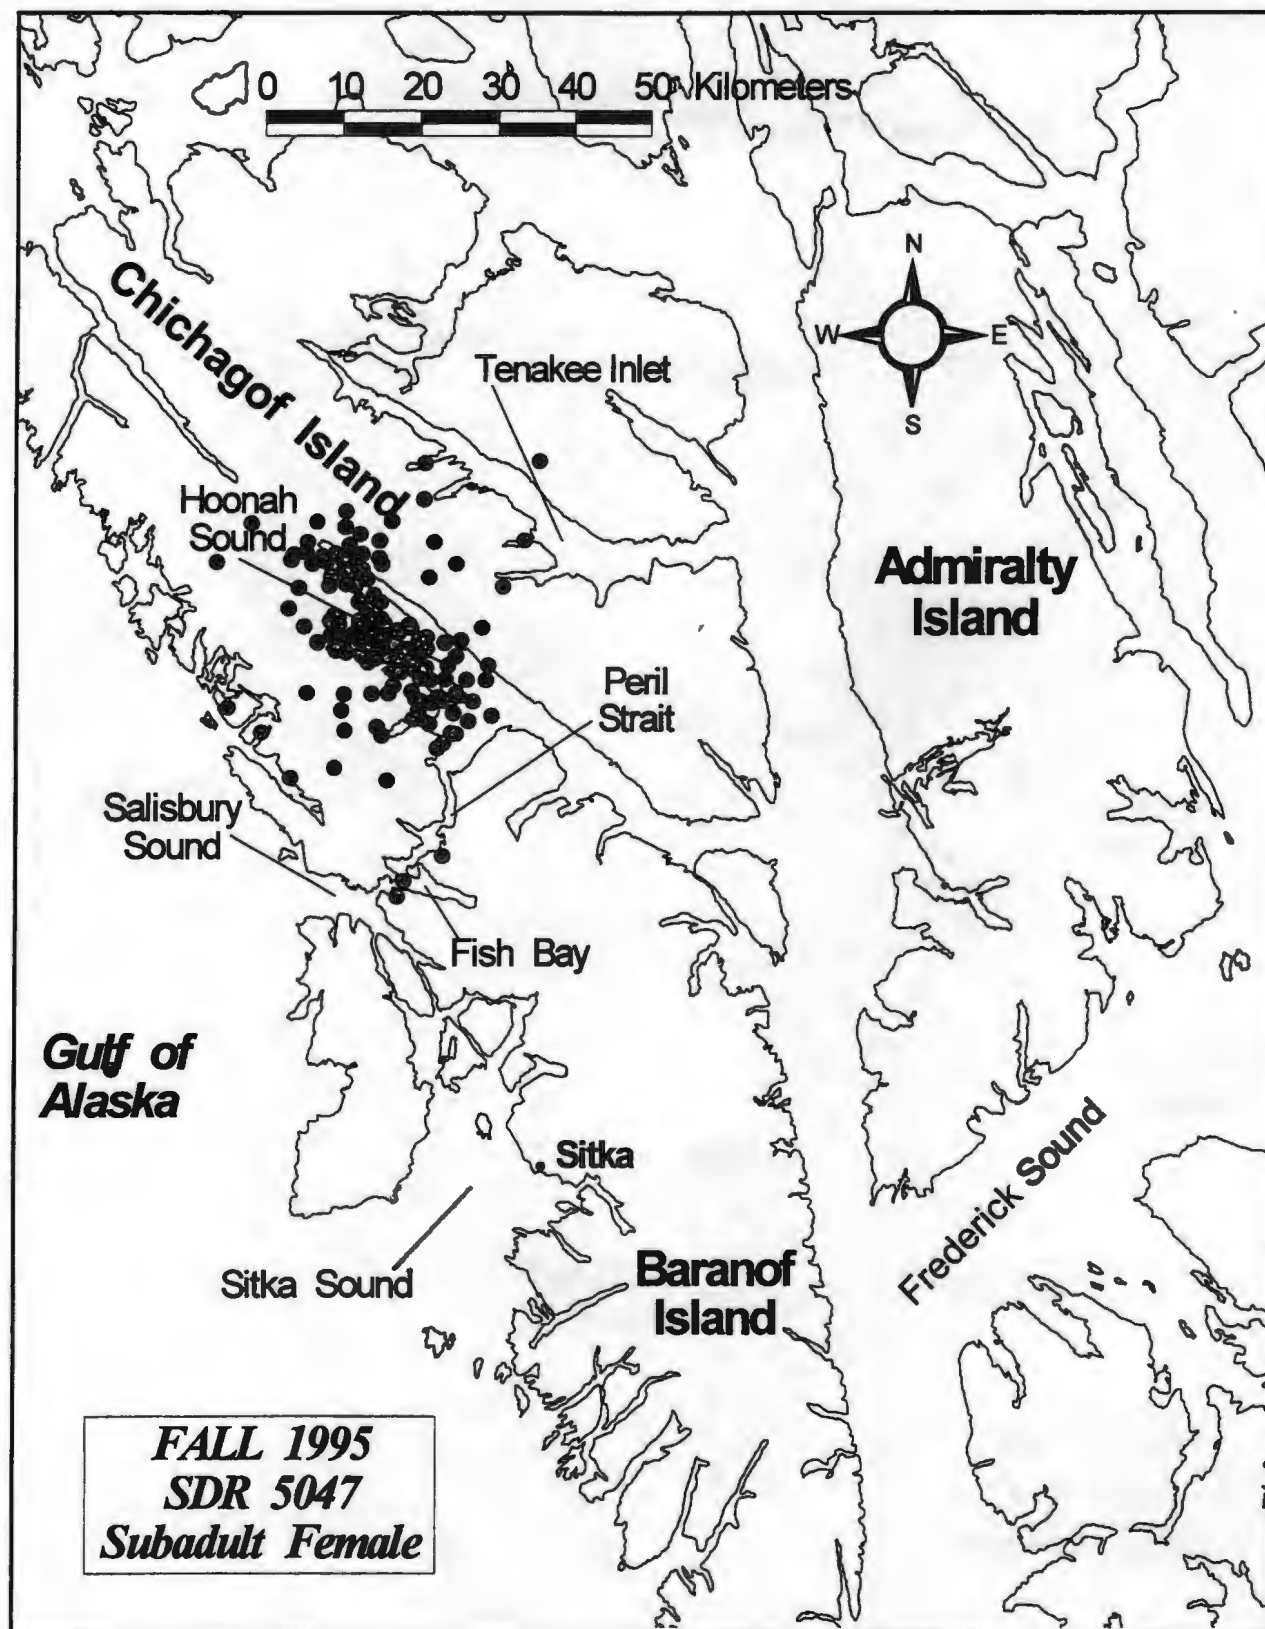 0 10 20 30 40 50 Kilometers
N
W E
S
Chichagof Island
Tenakee Inlet
Hoonah
Sound
Admiralty
Island
Peril
Strait
Salisbury
Sound
Fish Bay
Gulf of
Alaska
Sitka
Frederick Sound
Sitka Sound
Baranof
Island
FALL 1995
SDR 5047
Subadult Female